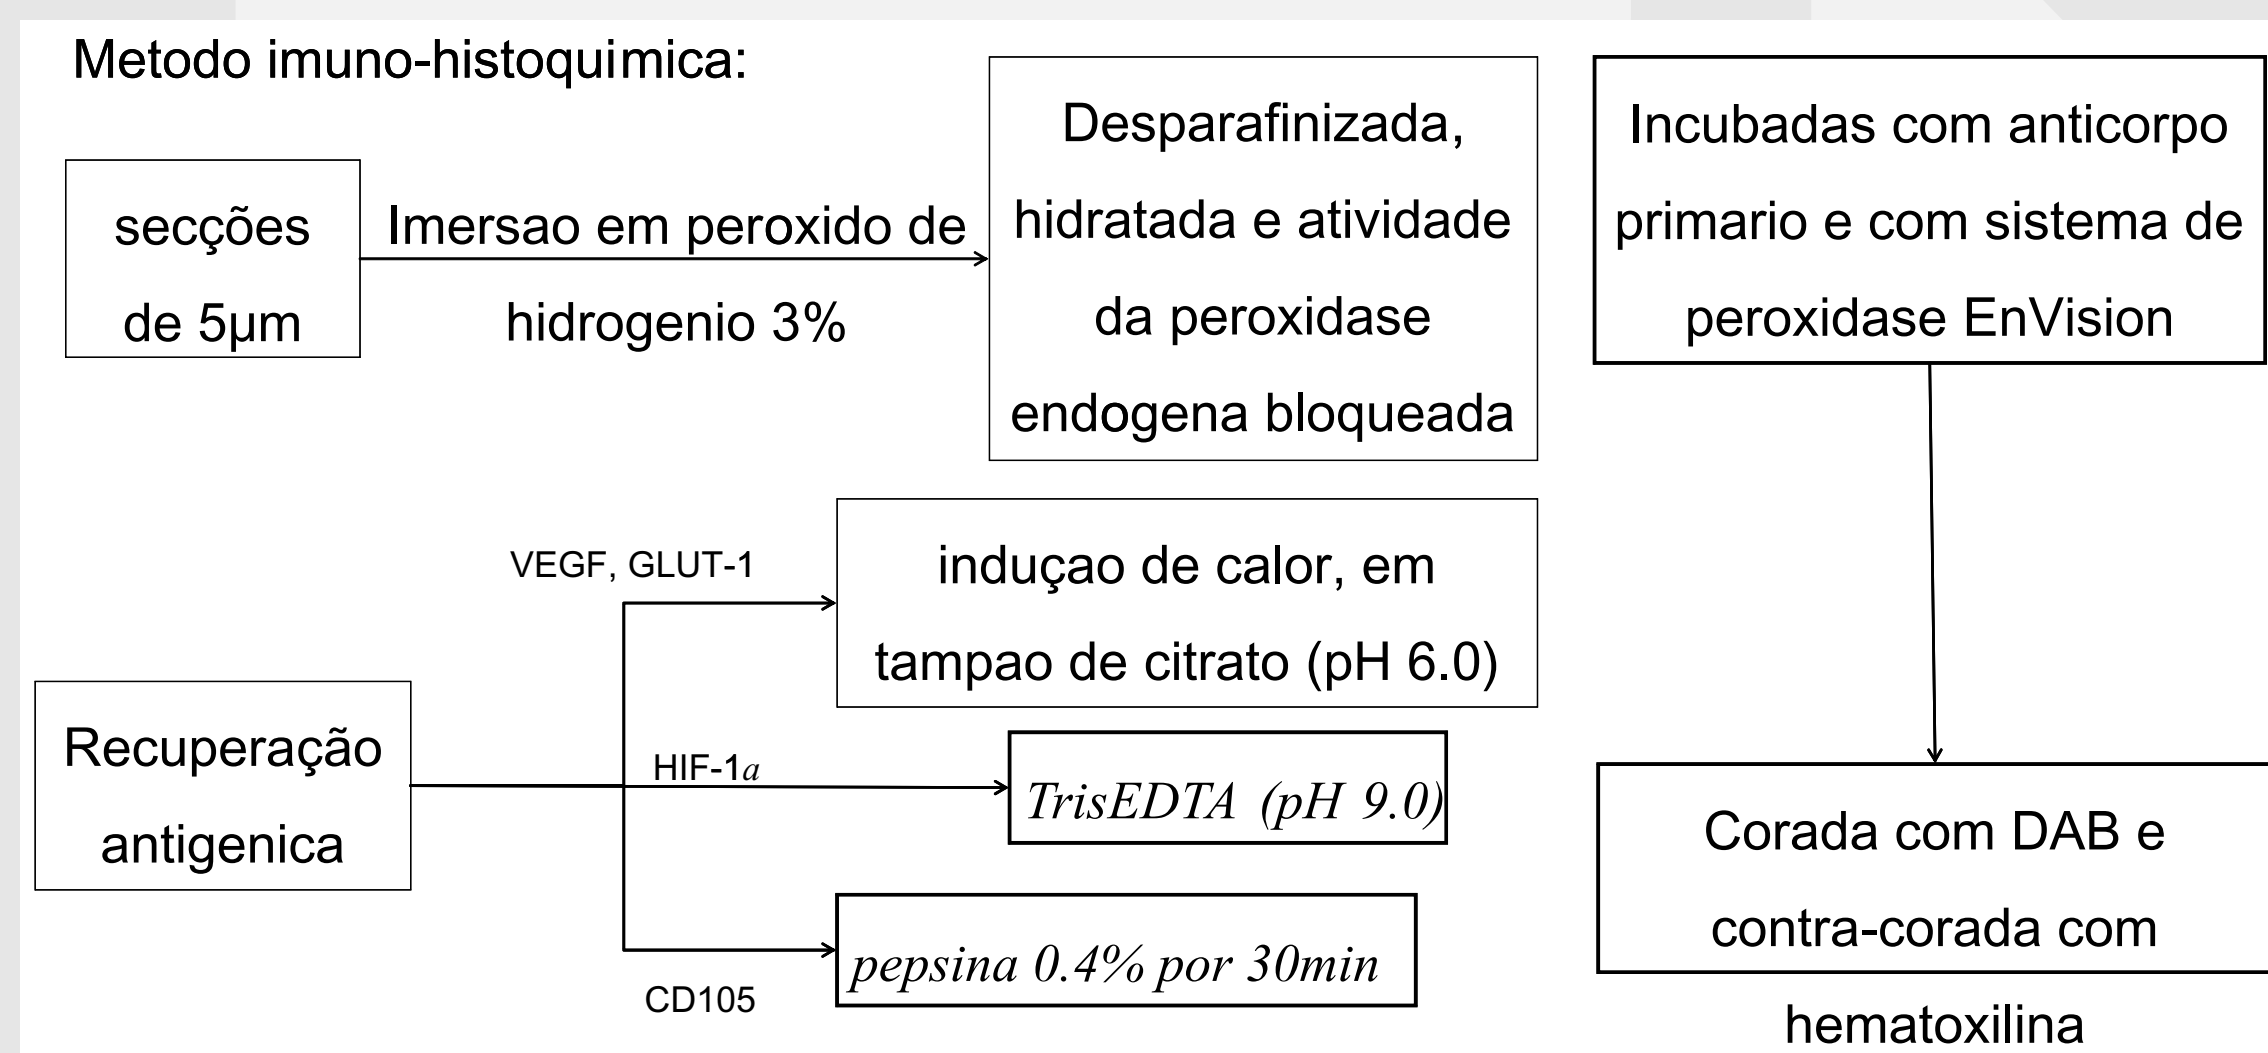 Metodo imuno-histoquimica:
secções
de 5μm
Imersao em peroxido de
hidrogenio 3%
Desparafinizada,
hidratada e atividade
da peroxidase
endogena bloqueada
Recuperação
antigenica
VEGF, GLUT-1
induçao de calor, em
tampao de citrato (pH 6.0)
HIF-1a
TrisEDTA (pH 9.0)
CD105
pepsina 0.4% por 30min
Incubadas com anticorpo
primario e com sistema de
peroxidase EnVision
Corada com DAB e
contra-corada com
hematoxilina